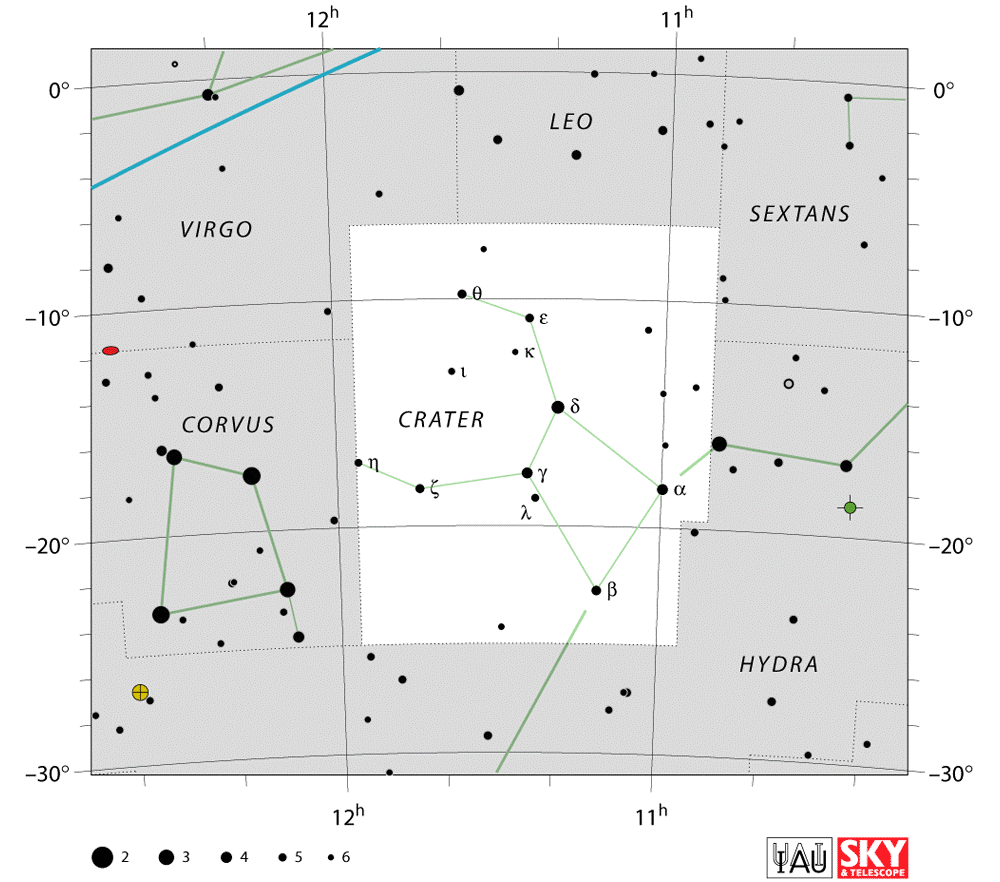 12h 11h
0° 0°
LEO
SEXTANS
VIRGO
θ
−10° ε −10°
κ
ι
δ
CRATER
CORVUS
η γ
ζ α
λ
−20° −20°
β
HYDRA
−30° −30°
12h 11h
2 3 4 5 6
IAU SKY
& TELESCOPE